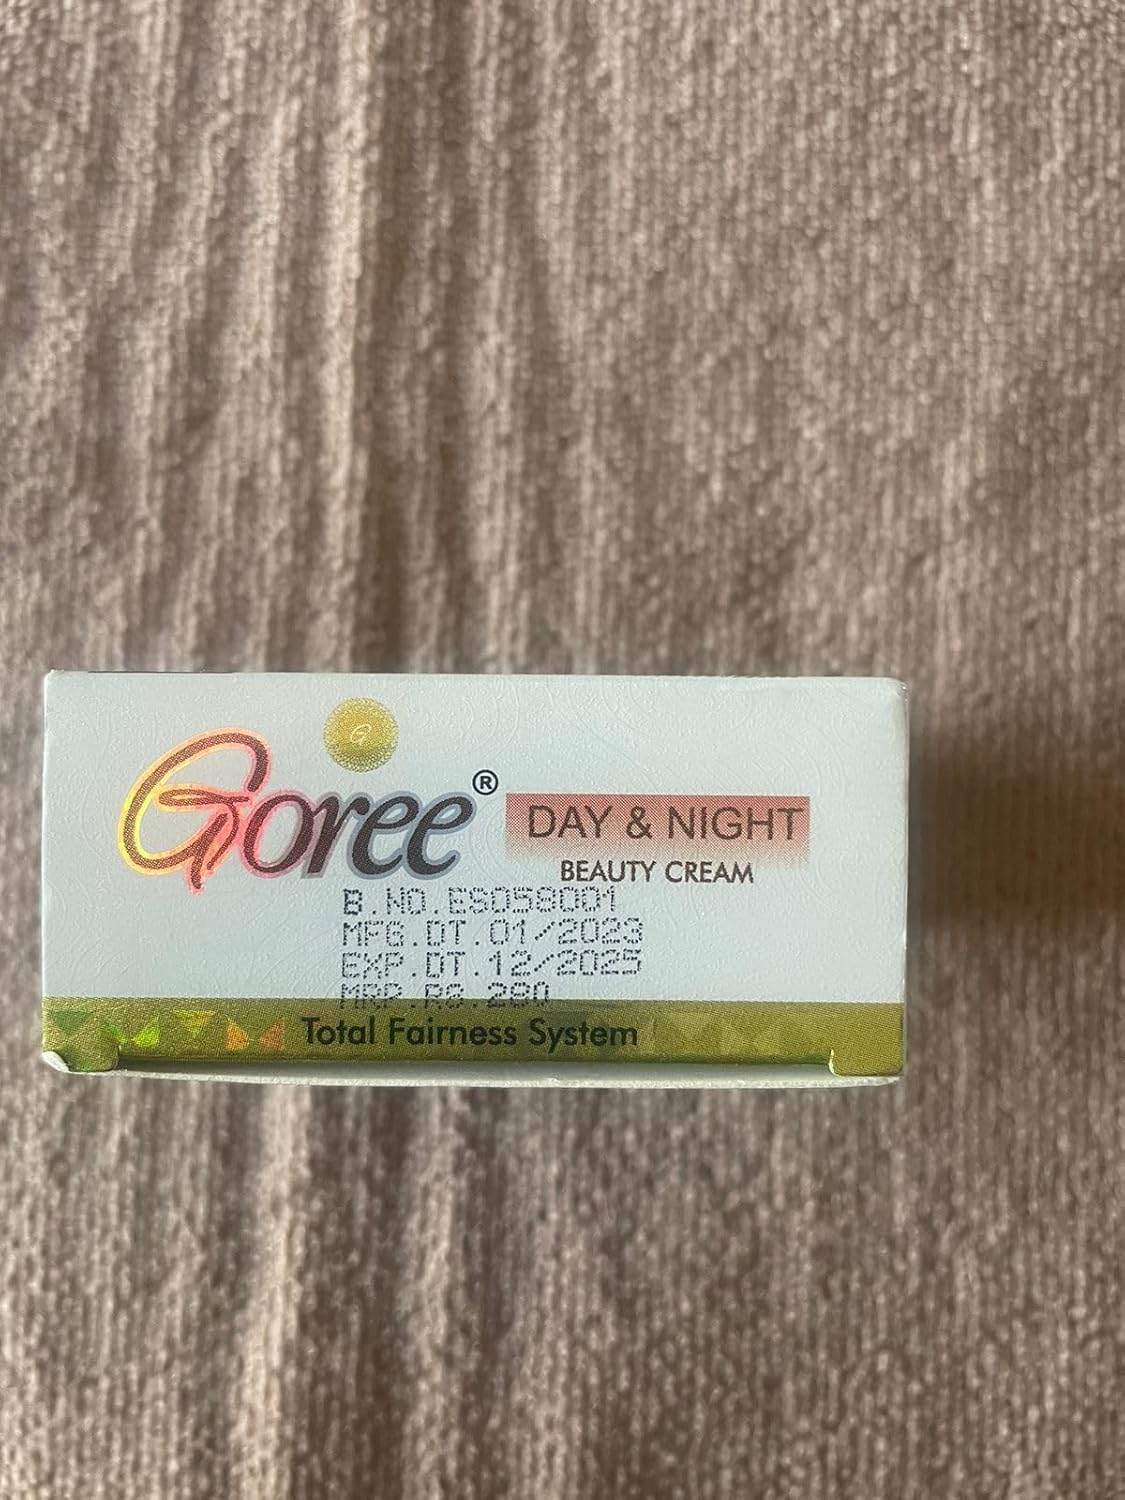 Goree®
DAY & NIGHT
BEAUTY CREAM
B.NO.ES058001
MFG.DT.01/2023
EXP.DT.12/2025
MRP.RS.280
Total Fairness System